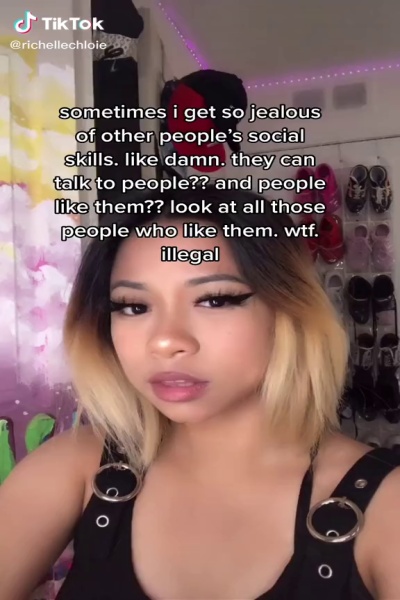 TikTok
@richellechloie
sometimes i get so jealous
of other people's social
skills. like damn. they can
talk to people?? and people
like them?? look at all those
people who like them. wtf.
illegal